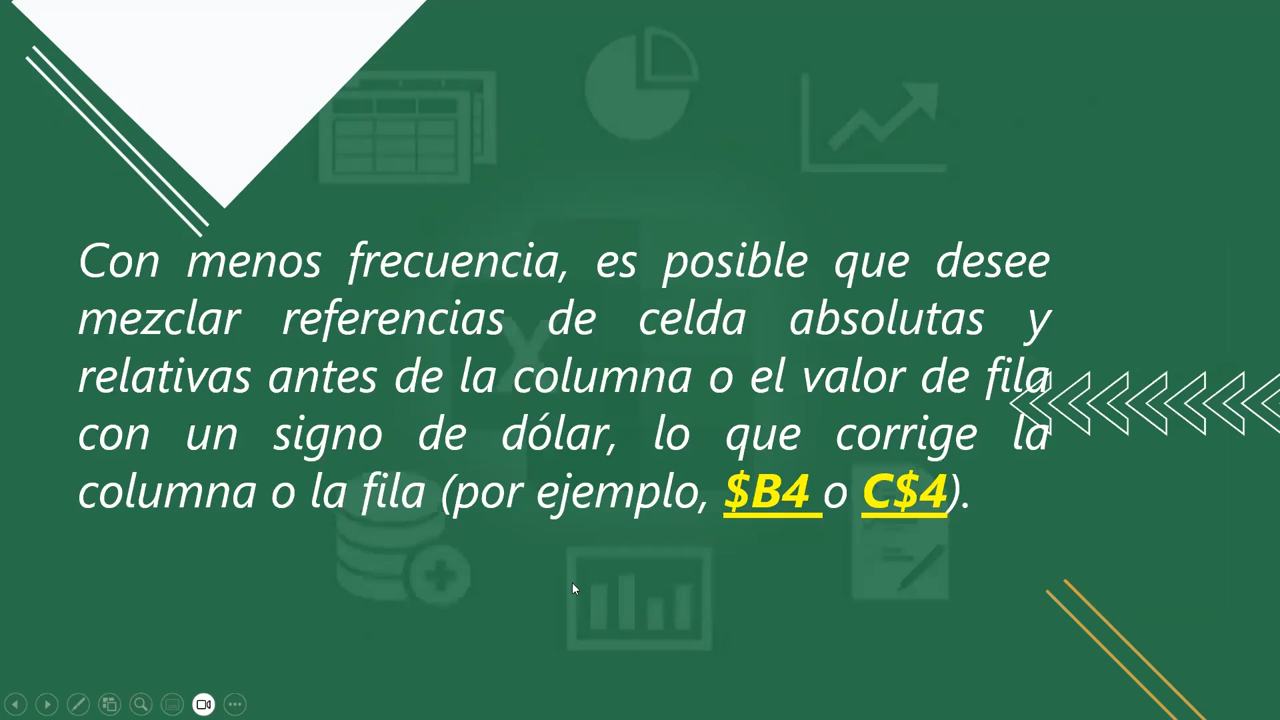 Con menos frecuencia, es posible que desee
mezclar referencias de celda absolutas y
relativas antes de la columna o el valor de fila
con un signo de dólar, lo que corrige la
columna o la fila (por ejemplo, $B4 o C$4).